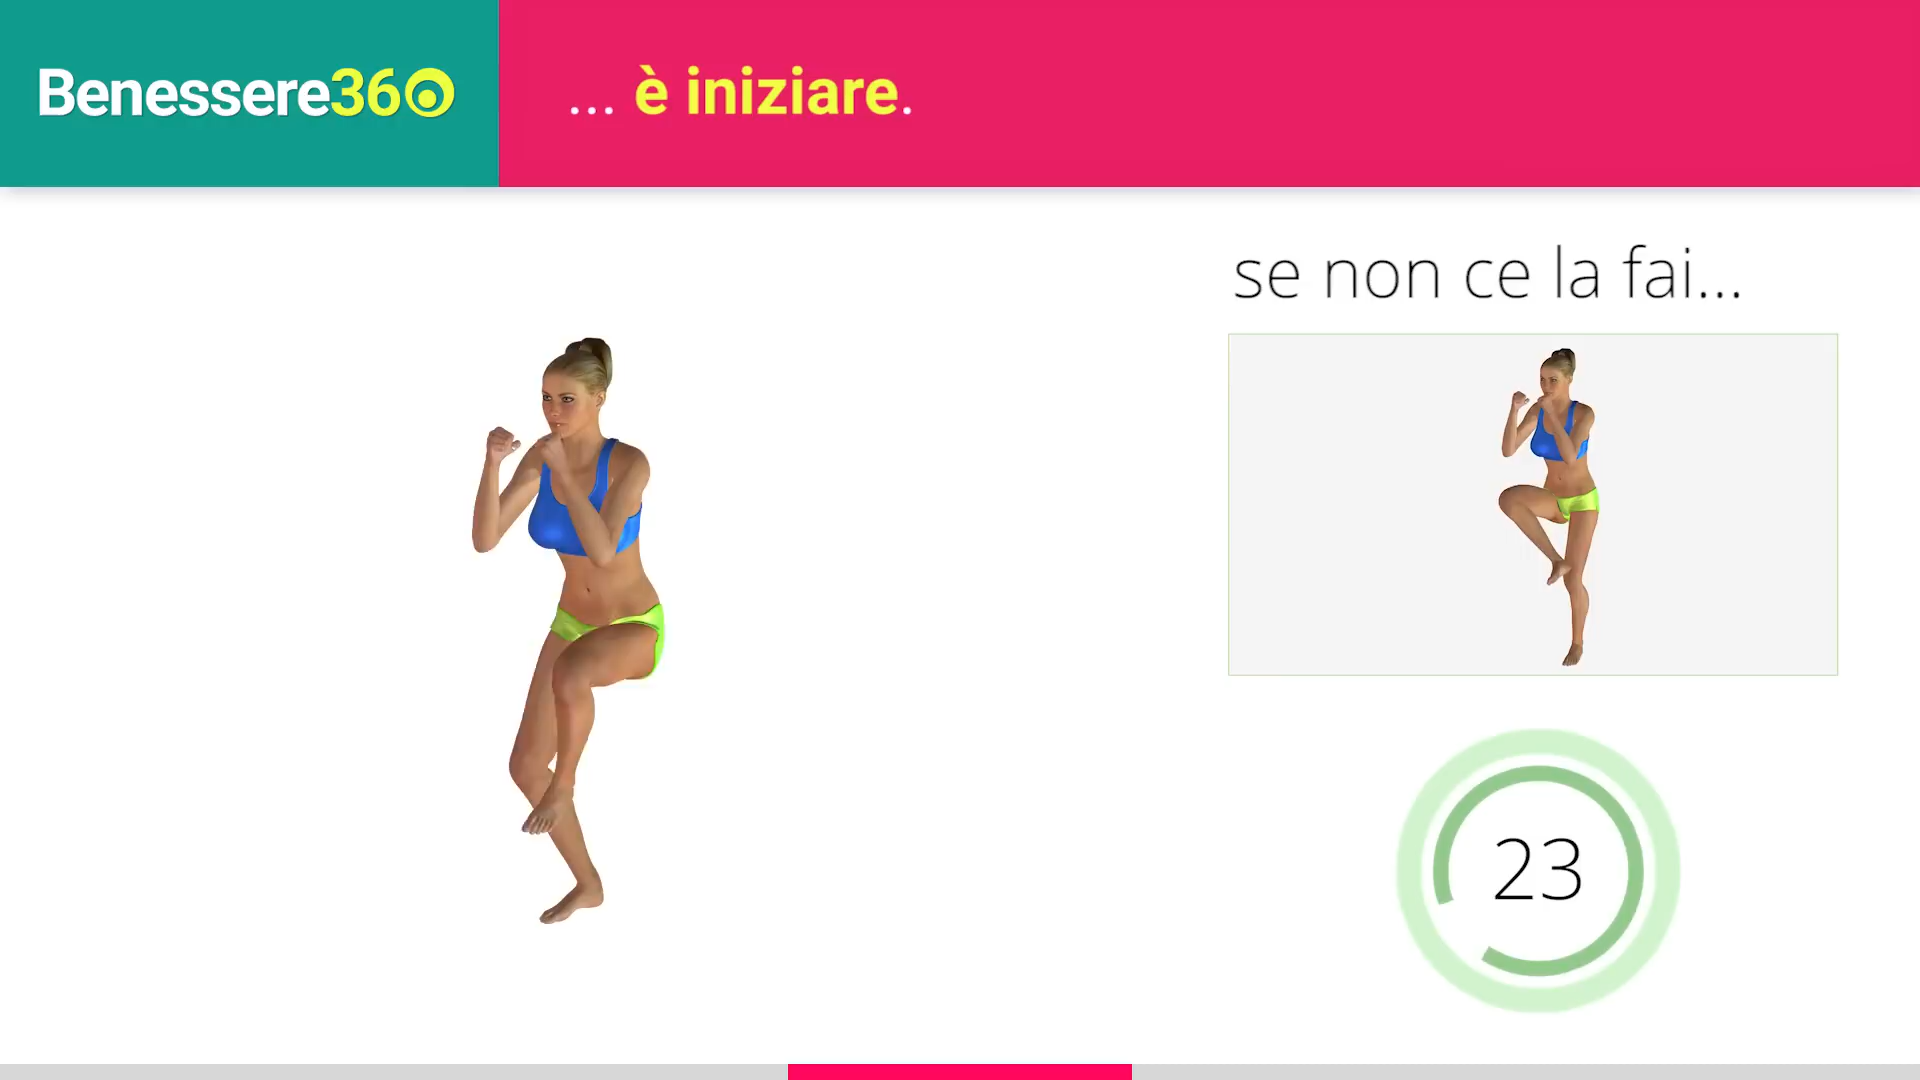 Benessere360
... è iniziare.
se non ce la fai...
23